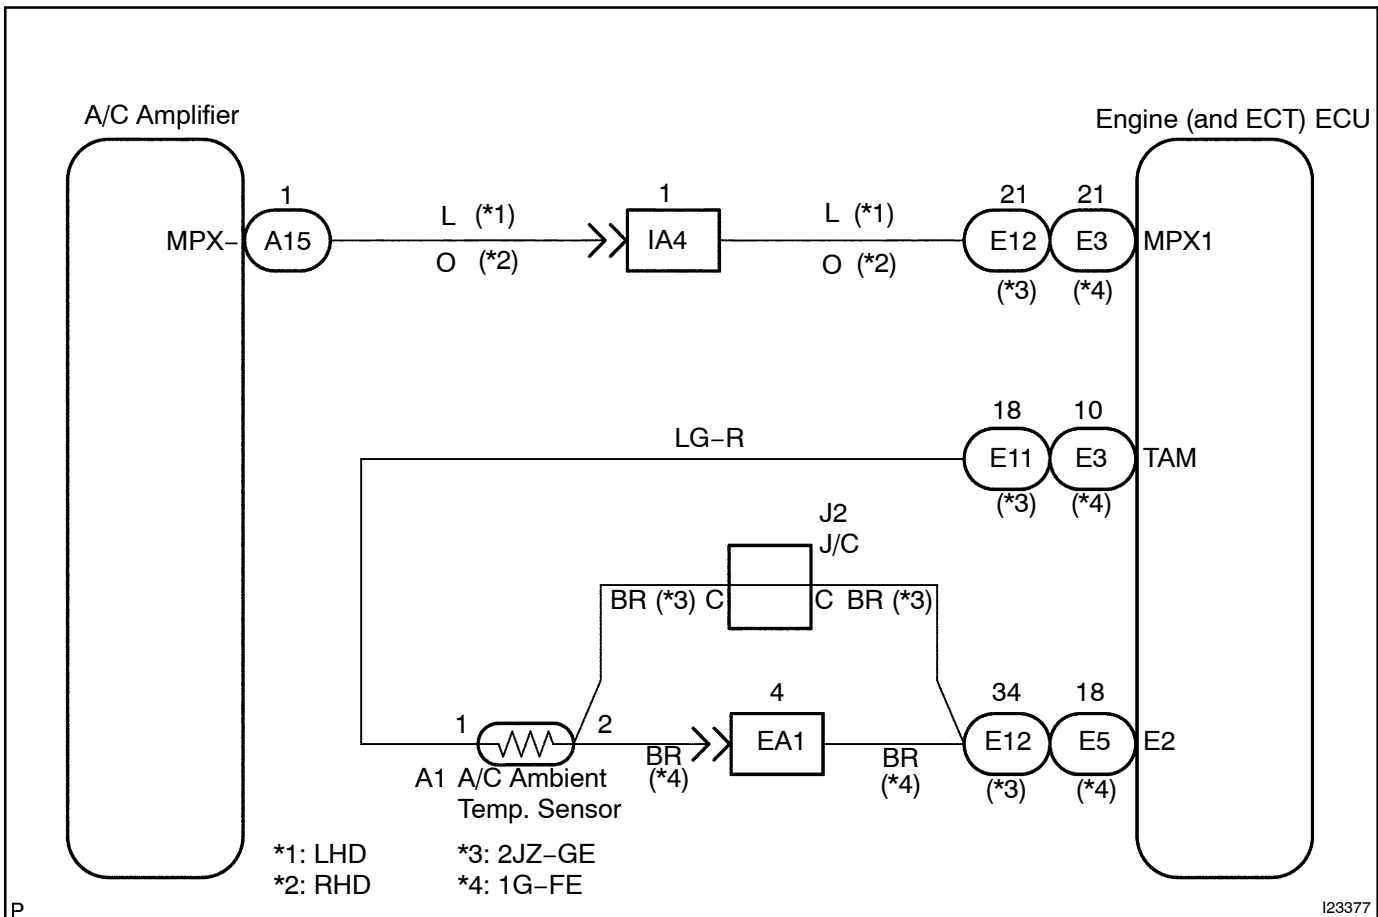 A/C Amplifier
Engine (and ECT) ECU
1
L (*1)
1
L (*1)
21
21
MPX−
A15
IA4
E12
E3
MPX1
O (*2)
O (*2)
(*3)
(*4)
18
10
LG−R
E11
E3
TAM
(*3)
(*4)
J2
J/C
BR (*3) C
C BR (*3)
4
34
18
1
2
EA1
E12
E5
E2
BR
(*4)
BR
(*4)
(*3)
(*4)
A1 A/C Ambient
Temp. Sensor
*1: LHD
*3: 2JZ−GE
*2: RHD
*4: 1G−FE
P
I23377